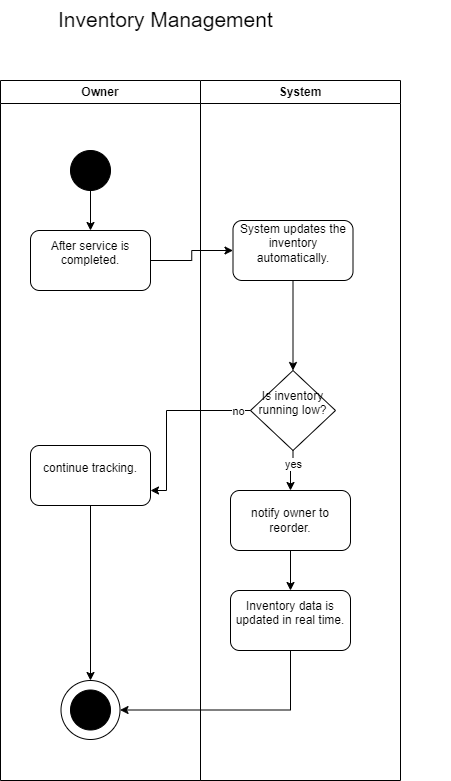 Inventory Management
Owner
System
After service is
completed.
System updates the
inventory
automatically.
Is inventory
running low?
no
yes
continue tracking.
notify owner to
reorder.
Inventory data is
updated in real time.